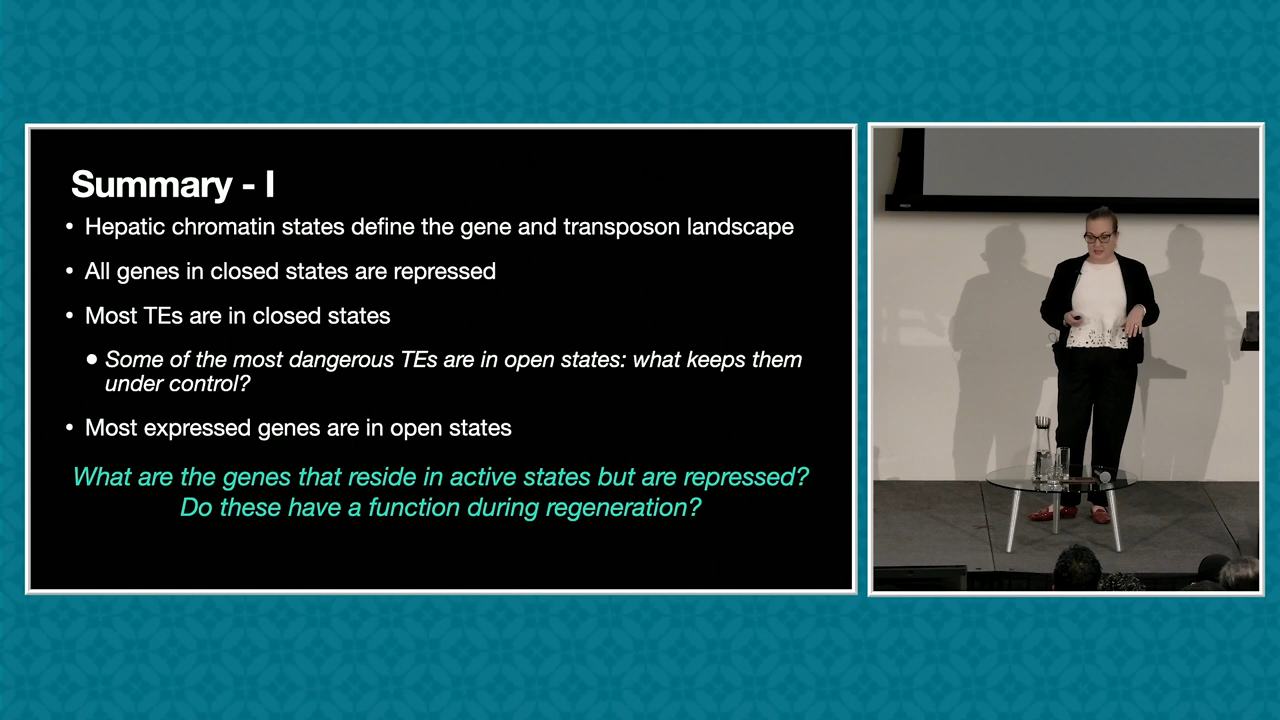 Summary - I
• Hepatic chromatin states define the gene and transposon landscape
• All genes in closed states are repressed
• Most TEs are in closed states
• Some of the most dangerous TEs are in open states: what keeps them
under control?
• Most expressed genes are in open states
What are the genes that reside in active states but are repressed?
Do these have a function during regeneration?